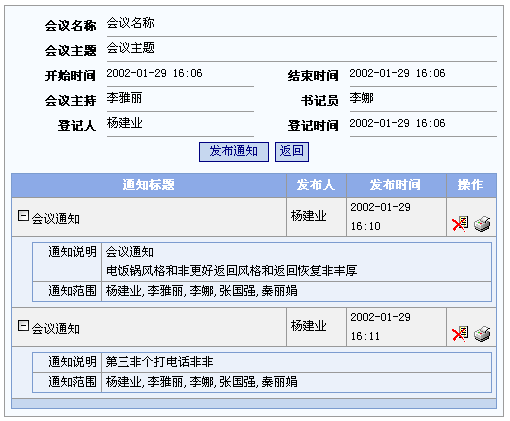 会议名称 会议名称
会议主题 会议主题
开始时间 2002-01-29 16:06 结束时间 2002-01-29 16:06
会议主持 李雅丽 书记员 李娜
登记人 杨建业 登记时间 2002-01-29 16:06
发布通知 返回
通知标题 发布人 发布时间 操作
会议通知 杨建业 2002-01-29
16:10
通知说明 会议通知
电饭锅风格和非更好返回风格和返回恢复非丰厚
通知范围 杨建业,李雅丽,李娜,张国强,秦丽娟
会议通知 杨建业 2002-01-29
16:11
通知说明 第三非个打电话非非
通知范围 杨建业,李雅丽,李娜,张国强,秦丽娟